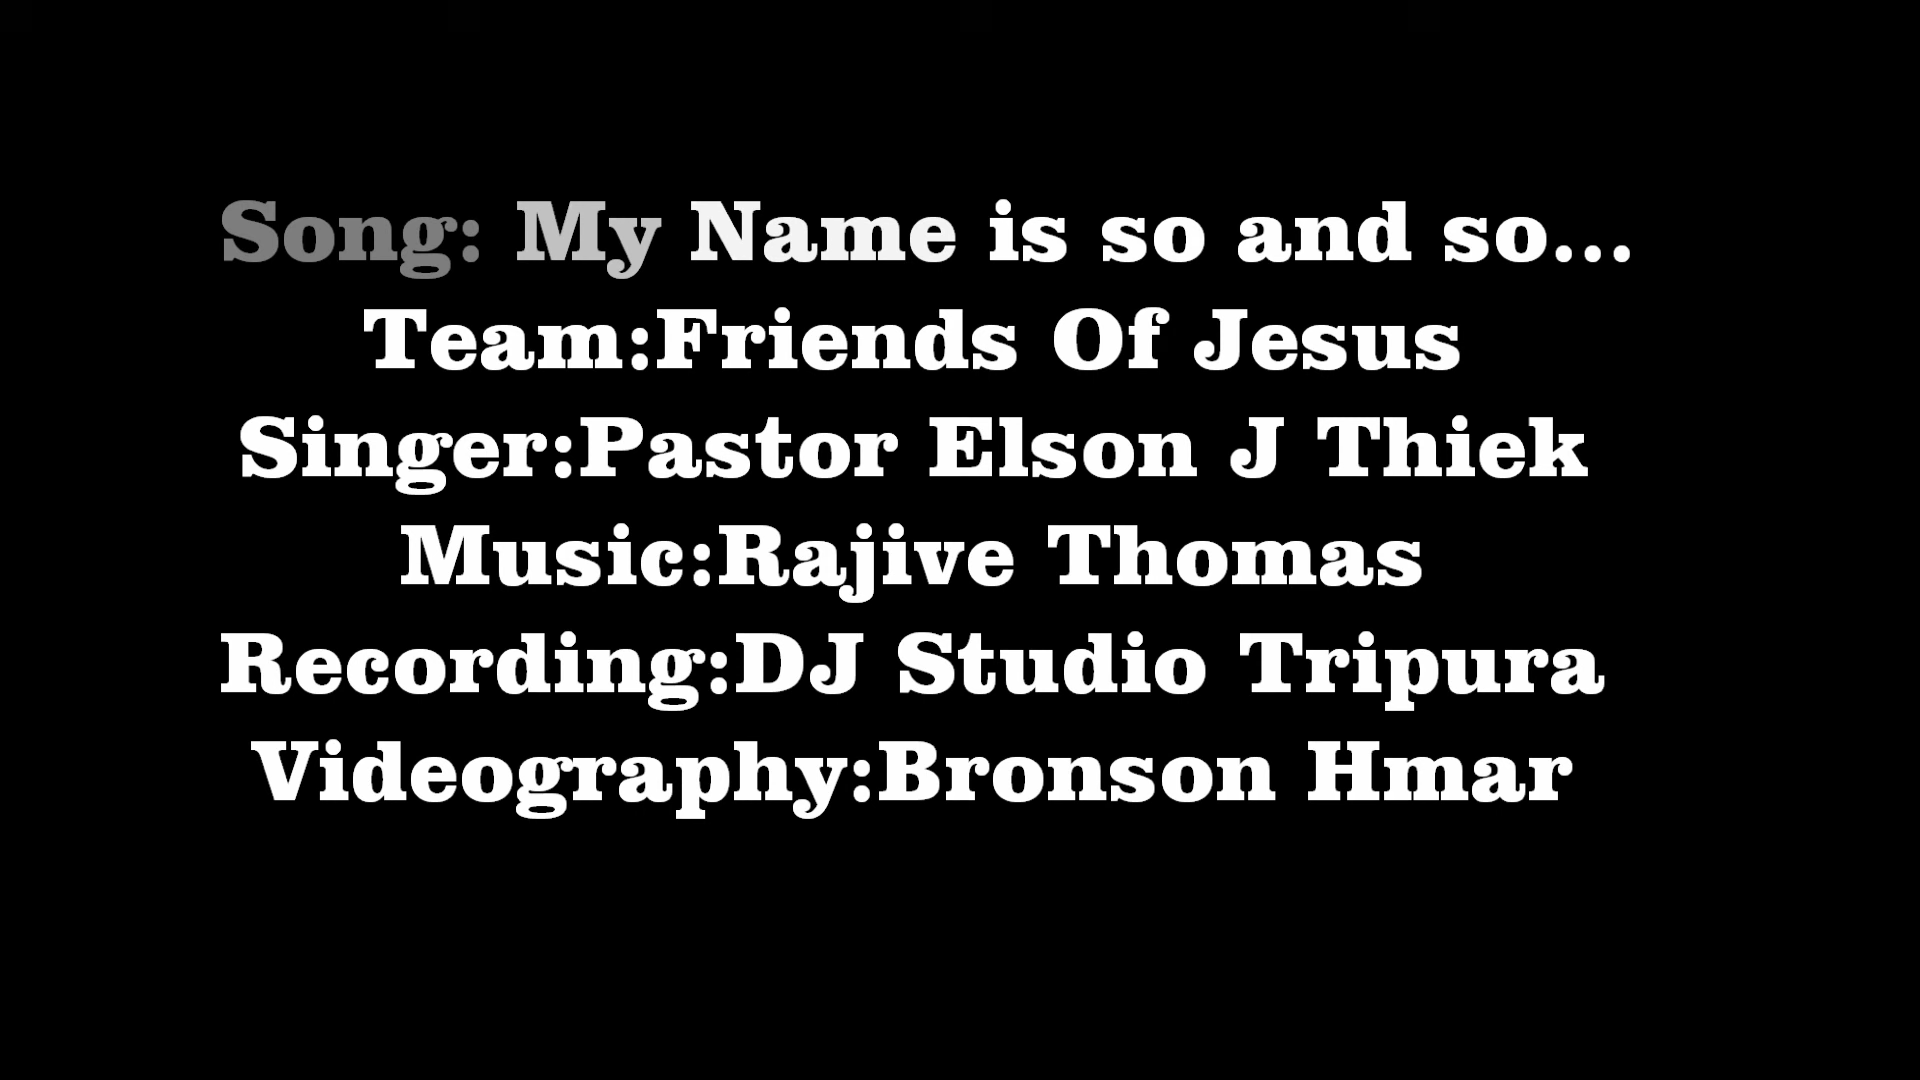 Song: My Name is so and so...
Team:Friends Of Jesus
Singer:Pastor Elson J Thiek
Music:Rajive Thomas
Recording:DJ Studio Tripura
Videography:Bronson Hmar